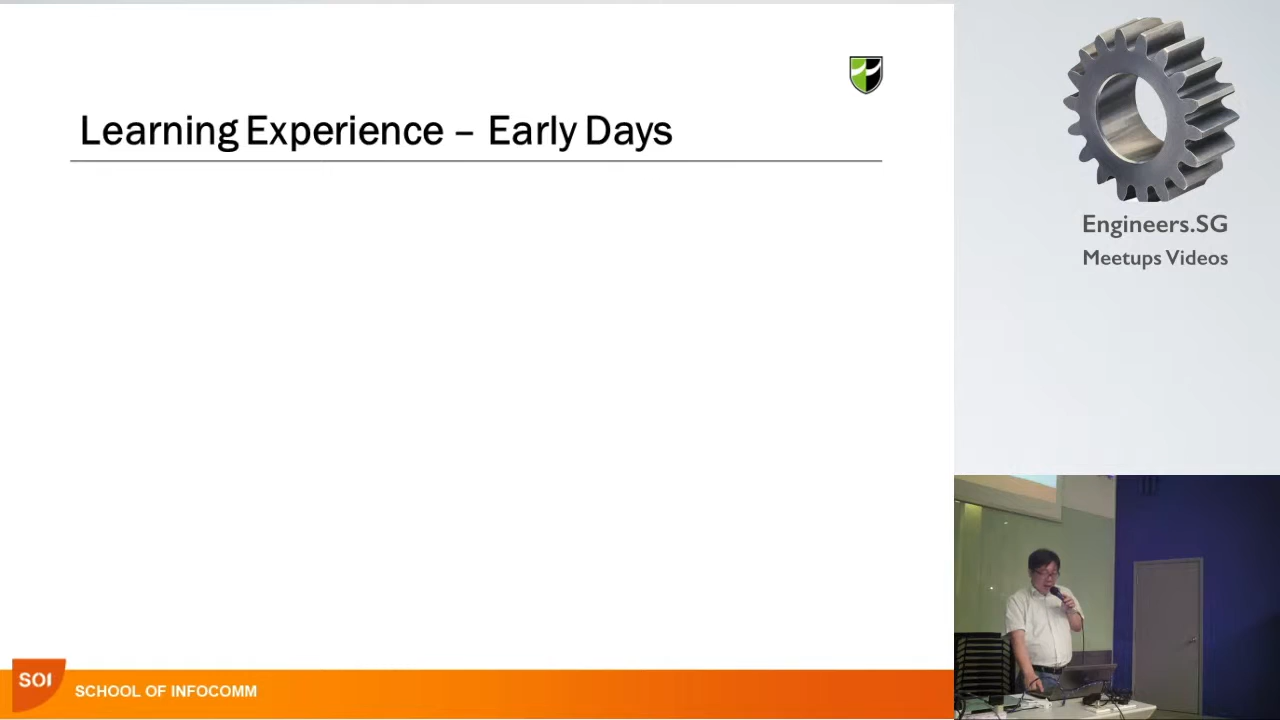 Learning Experience – Early Days
Engineers.SG
Meetups Videos
SOI
SCHOOL OF INFOCOMM